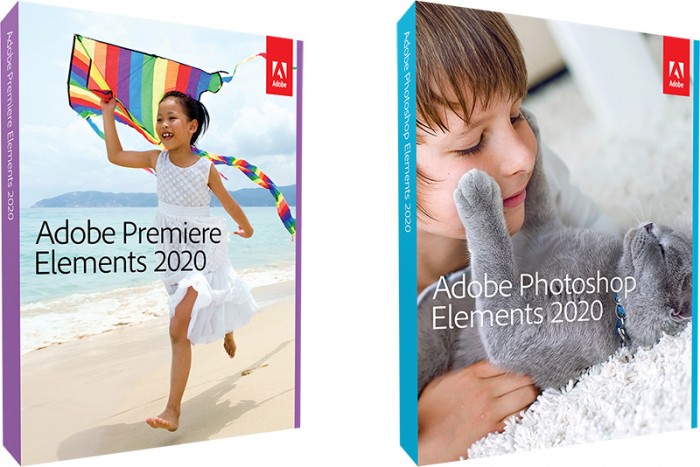 Adobe Premiere Elements 2020
Adobe
Adobe Premiere
Elements 2020
Adobe Photoshop Elements 2020
Adobe
Adobe Photoshop
Elements 2020